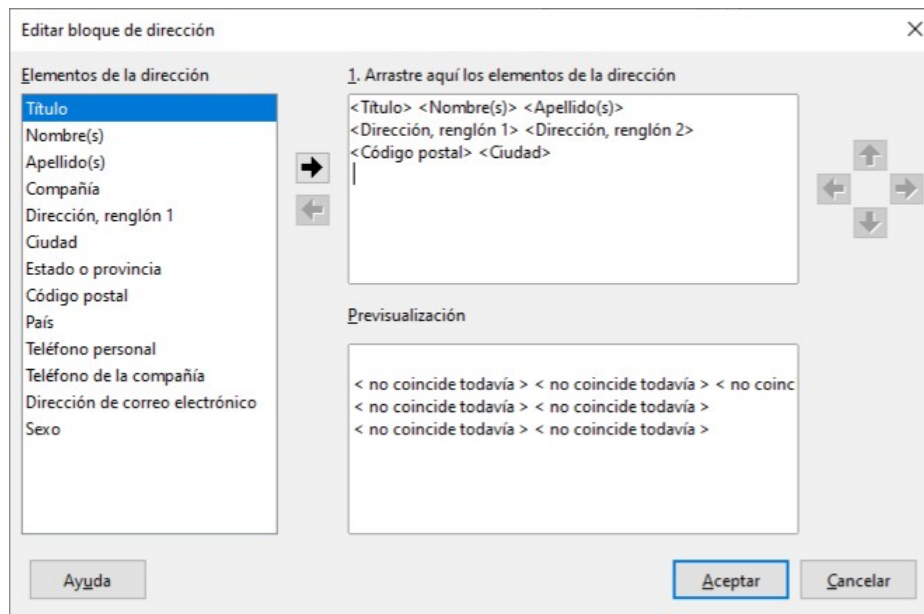 Editar bloque de dirección
Elementos de la dirección
Título
Nombre(s)
Apellido(s)
Compañía
Dirección, renglón 1
Ciudad
Estado o provincia
Código postal
País
Teléfono personal
Teléfono de la compañía
Dirección de correo electrónico
Sexo
1. Arrastre aquí los elementos de la dirección
<Título> <Nombre(s)> <Apellido(s)>
<Dirección, renglón 1> <Dirección, renglón 2>
<Código postal> <Ciudad>
Previsualización
< no coincide todavía > < no coincide todavía > < no coinci
< no coincide todavía > < no coincide todavía >
< no coincide todavía > < no coincide todavía >
Ayuda
Aceptar
Cancelar